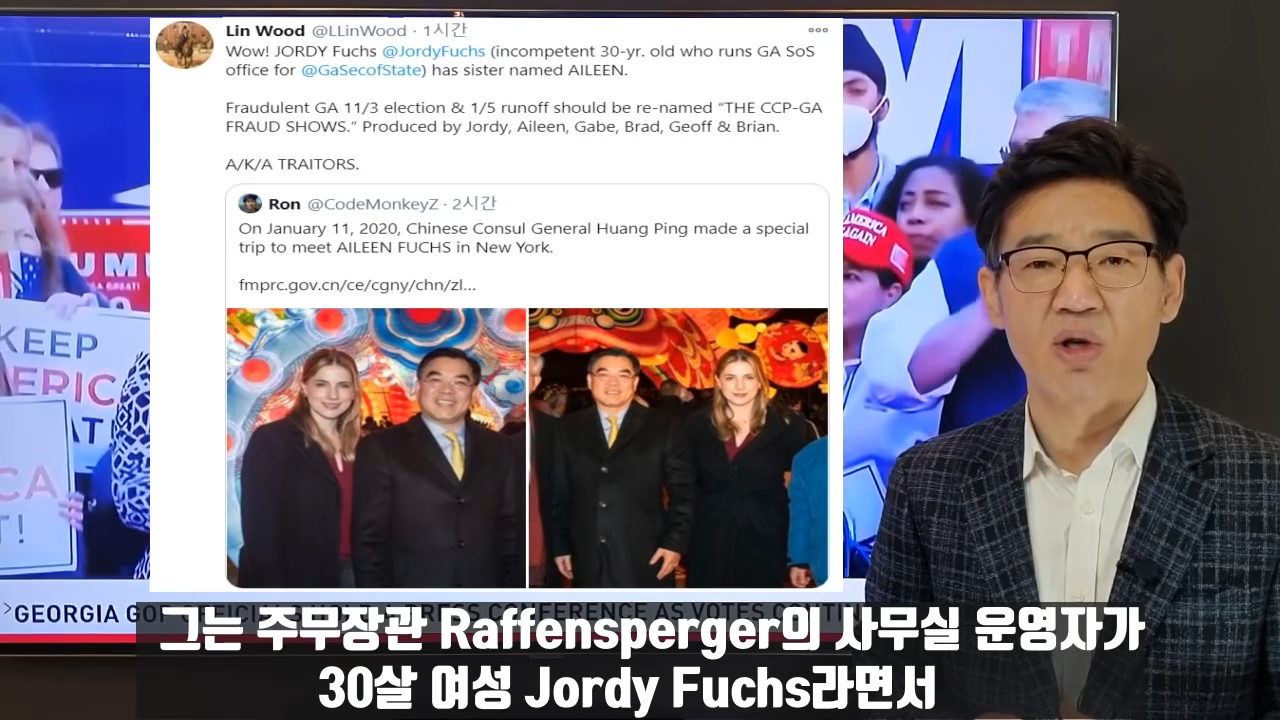 Lin Wood @LLinWood · 1시간
Wow! JORDY Fuchs @JordyFuchs (incompetent 30-yr. old who runs GA SoS
office for @GaSecofState) has sister named AILEEN.
Fraudulent GA 11/3 election & 1/5 runoff should be re-named “THE CCP-GA
FRAUD SHOWS.” Produced by Jordy, Aileen, Gabe, Brad, Geoff & Brian.
A/K/A TRAITORS.
Ron @CodeMonkeyZ · 2시간
On January 11, 2020, Chinese Consul General Huang Ping made a special
trip to meet AILEEN FUCHS in New York.
fmprc.gov.cn/ce/cgny/chn/zl...
KEEP
AMERICA
AGAIN
GEORGIA GOP CONFERENCE AS VOTES
그는 주무장관 Raffensperger의 사무실 운영자가
30살 여성 Jordy Fuchs라면서